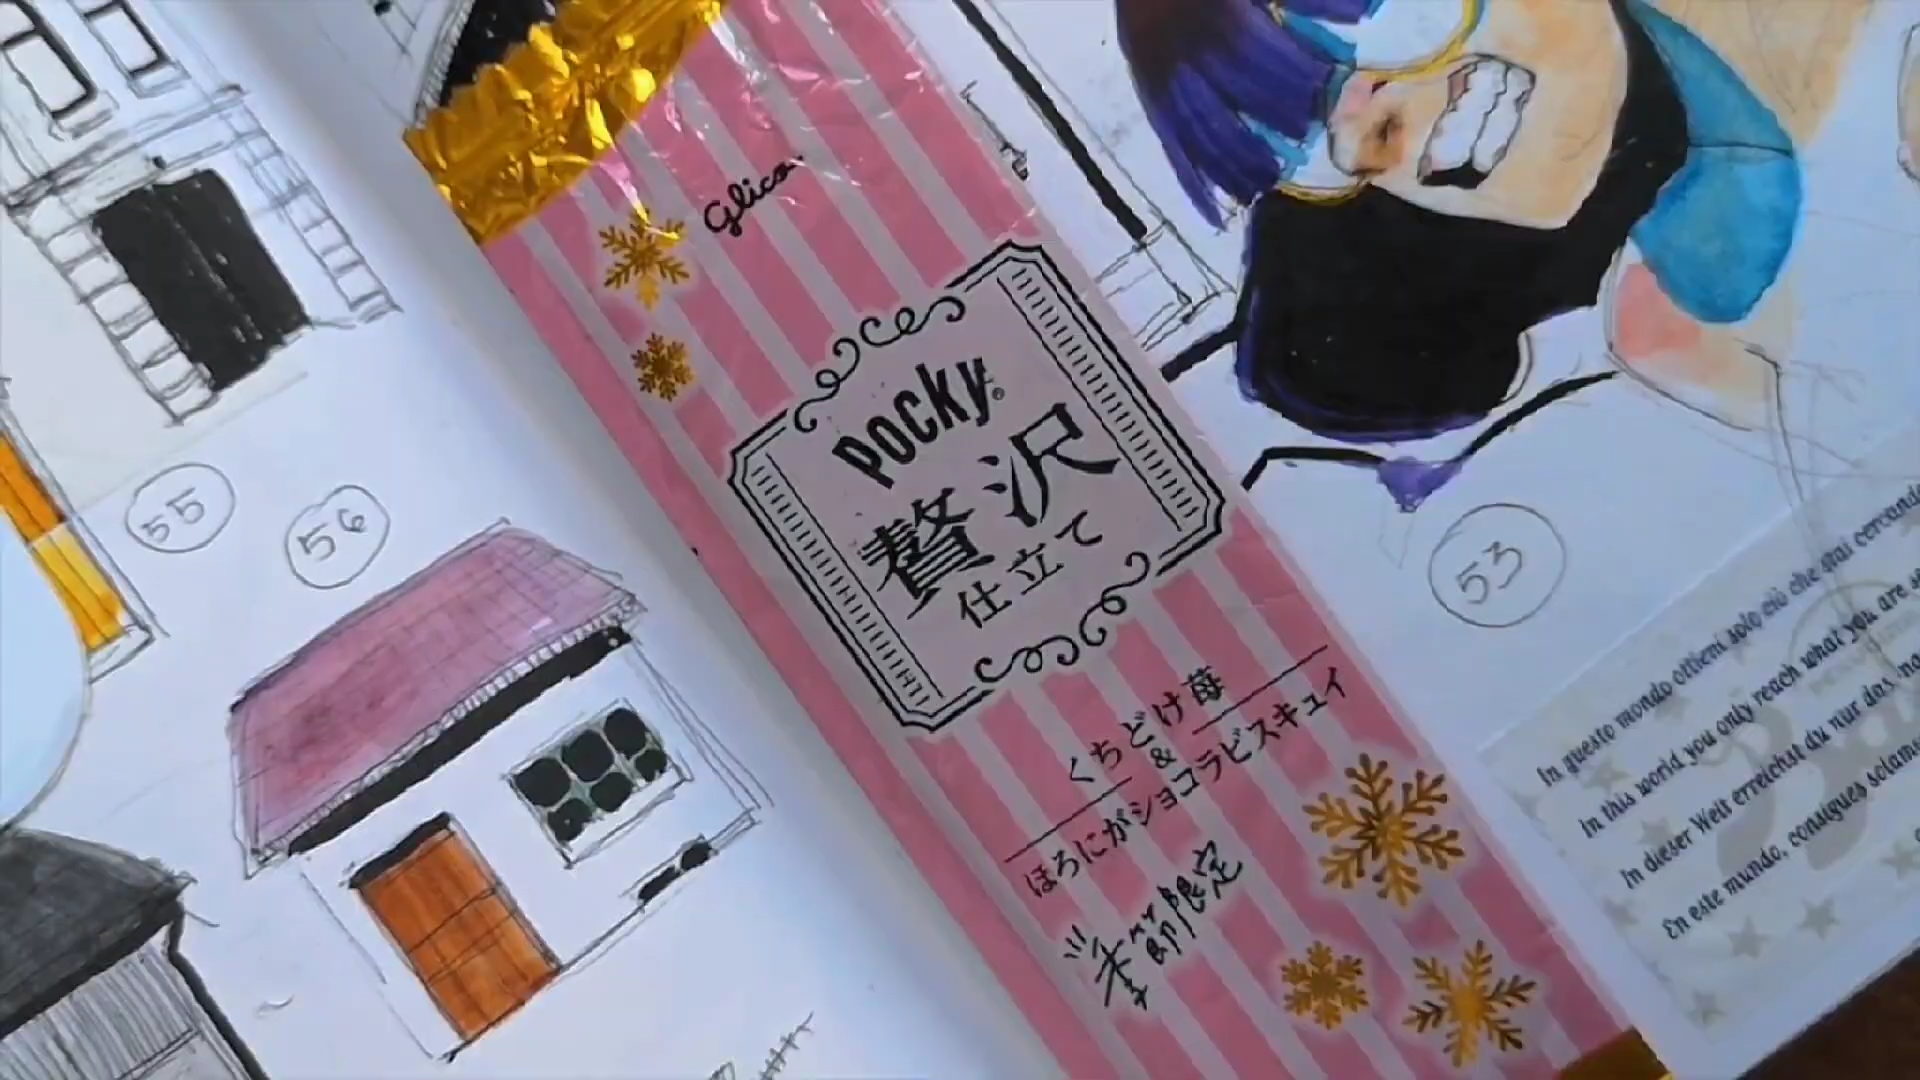 55
56
Glico
Pocky®
贅沢
仕立て
くちどけ苺
&
ほろにがショコラビスキュイ
季節限定
53
In questo mondo ottieni solo ciò che stai cercando
In this world you only reach what you are
In dieser Welt erreichst du nur das
En este mundo, consigues